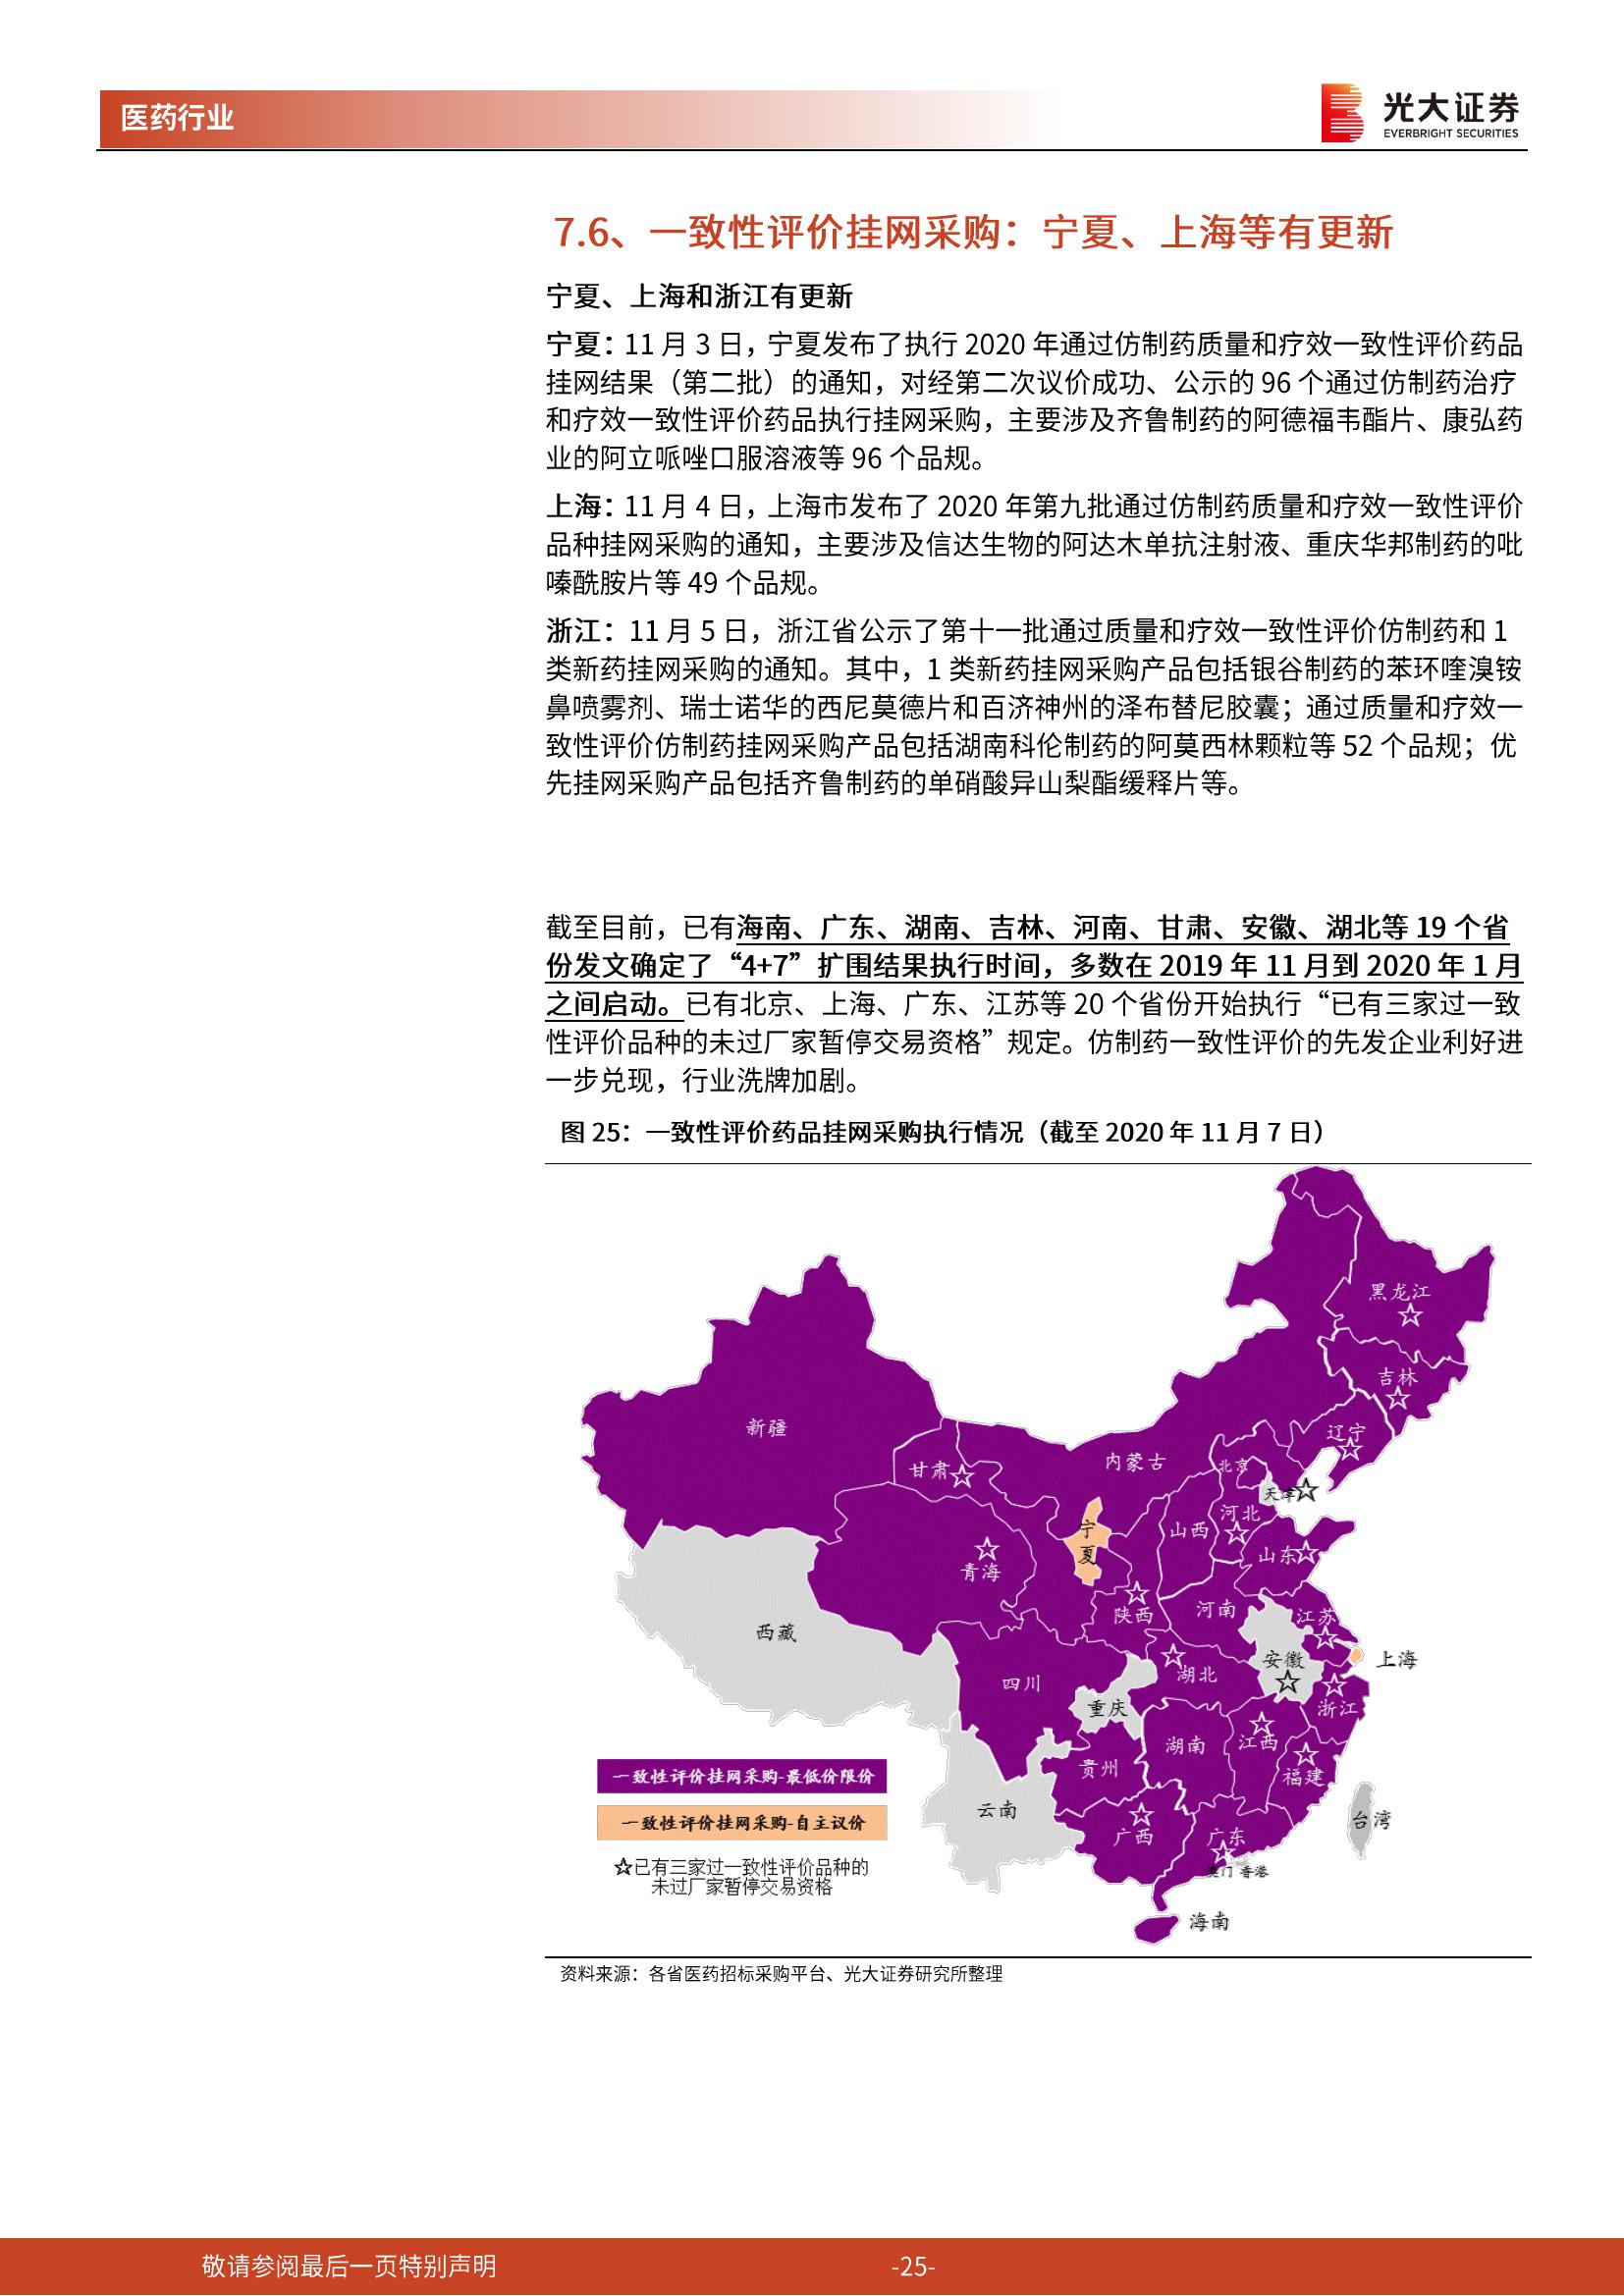 医药行业
光大证券
EVERBRIGHT SECURITIES
7.6、一致性评价挂网采购：宁夏、上海等有更新
宁夏、上海和浙江有更新
宁夏：11 月 3 日，宁夏发布了执行 2020 年通过仿制药质量和疗效一致性评价药品
挂网结果（第二批）的通知，对经第二次议价成功、公示的 96 个通过仿制药治疗
和疗效一致性评价药品执行挂网采购，主要涉及齐鲁制药的阿德福韦酯片、康弘药
业的阿立哌唑口服溶液等 96 个品规。
上海：11 月 4 日，上海市发布了 2020 年第九批通过仿制药质量和疗效一致性评价
品种挂网采购的通知，主要涉及信达生物的阿达木单抗注射液、重庆华邦制药的吡
嗪酰胺片等 49 个品规。
浙江：11 月 5 日，浙江省公示了第十一批通过质量和疗效一致性评价仿制药和 1
类新药挂网采购的通知。其中，1 类新药挂网采购产品包括银谷制药的苯环喹溴铵
鼻喷雾剂、瑞士诺华的西尼莫德片和百济神州的泽布替尼胶囊；通过质量和疗效一
致性评价仿制药挂网采购产品包括湖南科伦制药的阿莫西林颗粒等 52 个品规；优
先挂网采购产品包括齐鲁制药的单硝酸异山梨酯缓释片等。
截至目前，已有海南、广东、湖南、吉林、河南、甘肃、安徽、湖北等 19 个省
份发文确定了“4+7”扩围结果执行时间，多数在 2019 年 11 月到 2020 年 1 月
之间启动。已有北京、上海、广东、江苏等 20 个省份开始执行“已有三家过一致
性评价品种的未过厂家暂停交易资格”规定。仿制药一致性评价的先发企业利好进
一步兑现，行业洗牌加剧。
图 25：一致性评价药品挂网采购执行情况（截至 2020 年 11 月 7 日）
黑龙江
☆
吉林
☆
新疆
辽宁
☆
内蒙古
北京
甘肃☆
天津☆
河北
☆
宁
夏
山西
山东☆
☆
青海
☆
陕西
河南
江苏
☆
西藏
安徽
☆
上海
☆
湖北
四川
☆
浙江
重庆
☆
江西
湖南
☆
福建
贵州
一致性评价挂网采购-最低价限价
云南
☆
广西
台湾
一致性评价挂网采购-自主议价
广东
☆
☆已有三家过一致性评价品种的
未过厂家暂停交易资格
澳门 香港
海南
资料来源：各省医药招标采购平台、光大证券研究所整理
敬请参阅最后一页特别声明
-25-